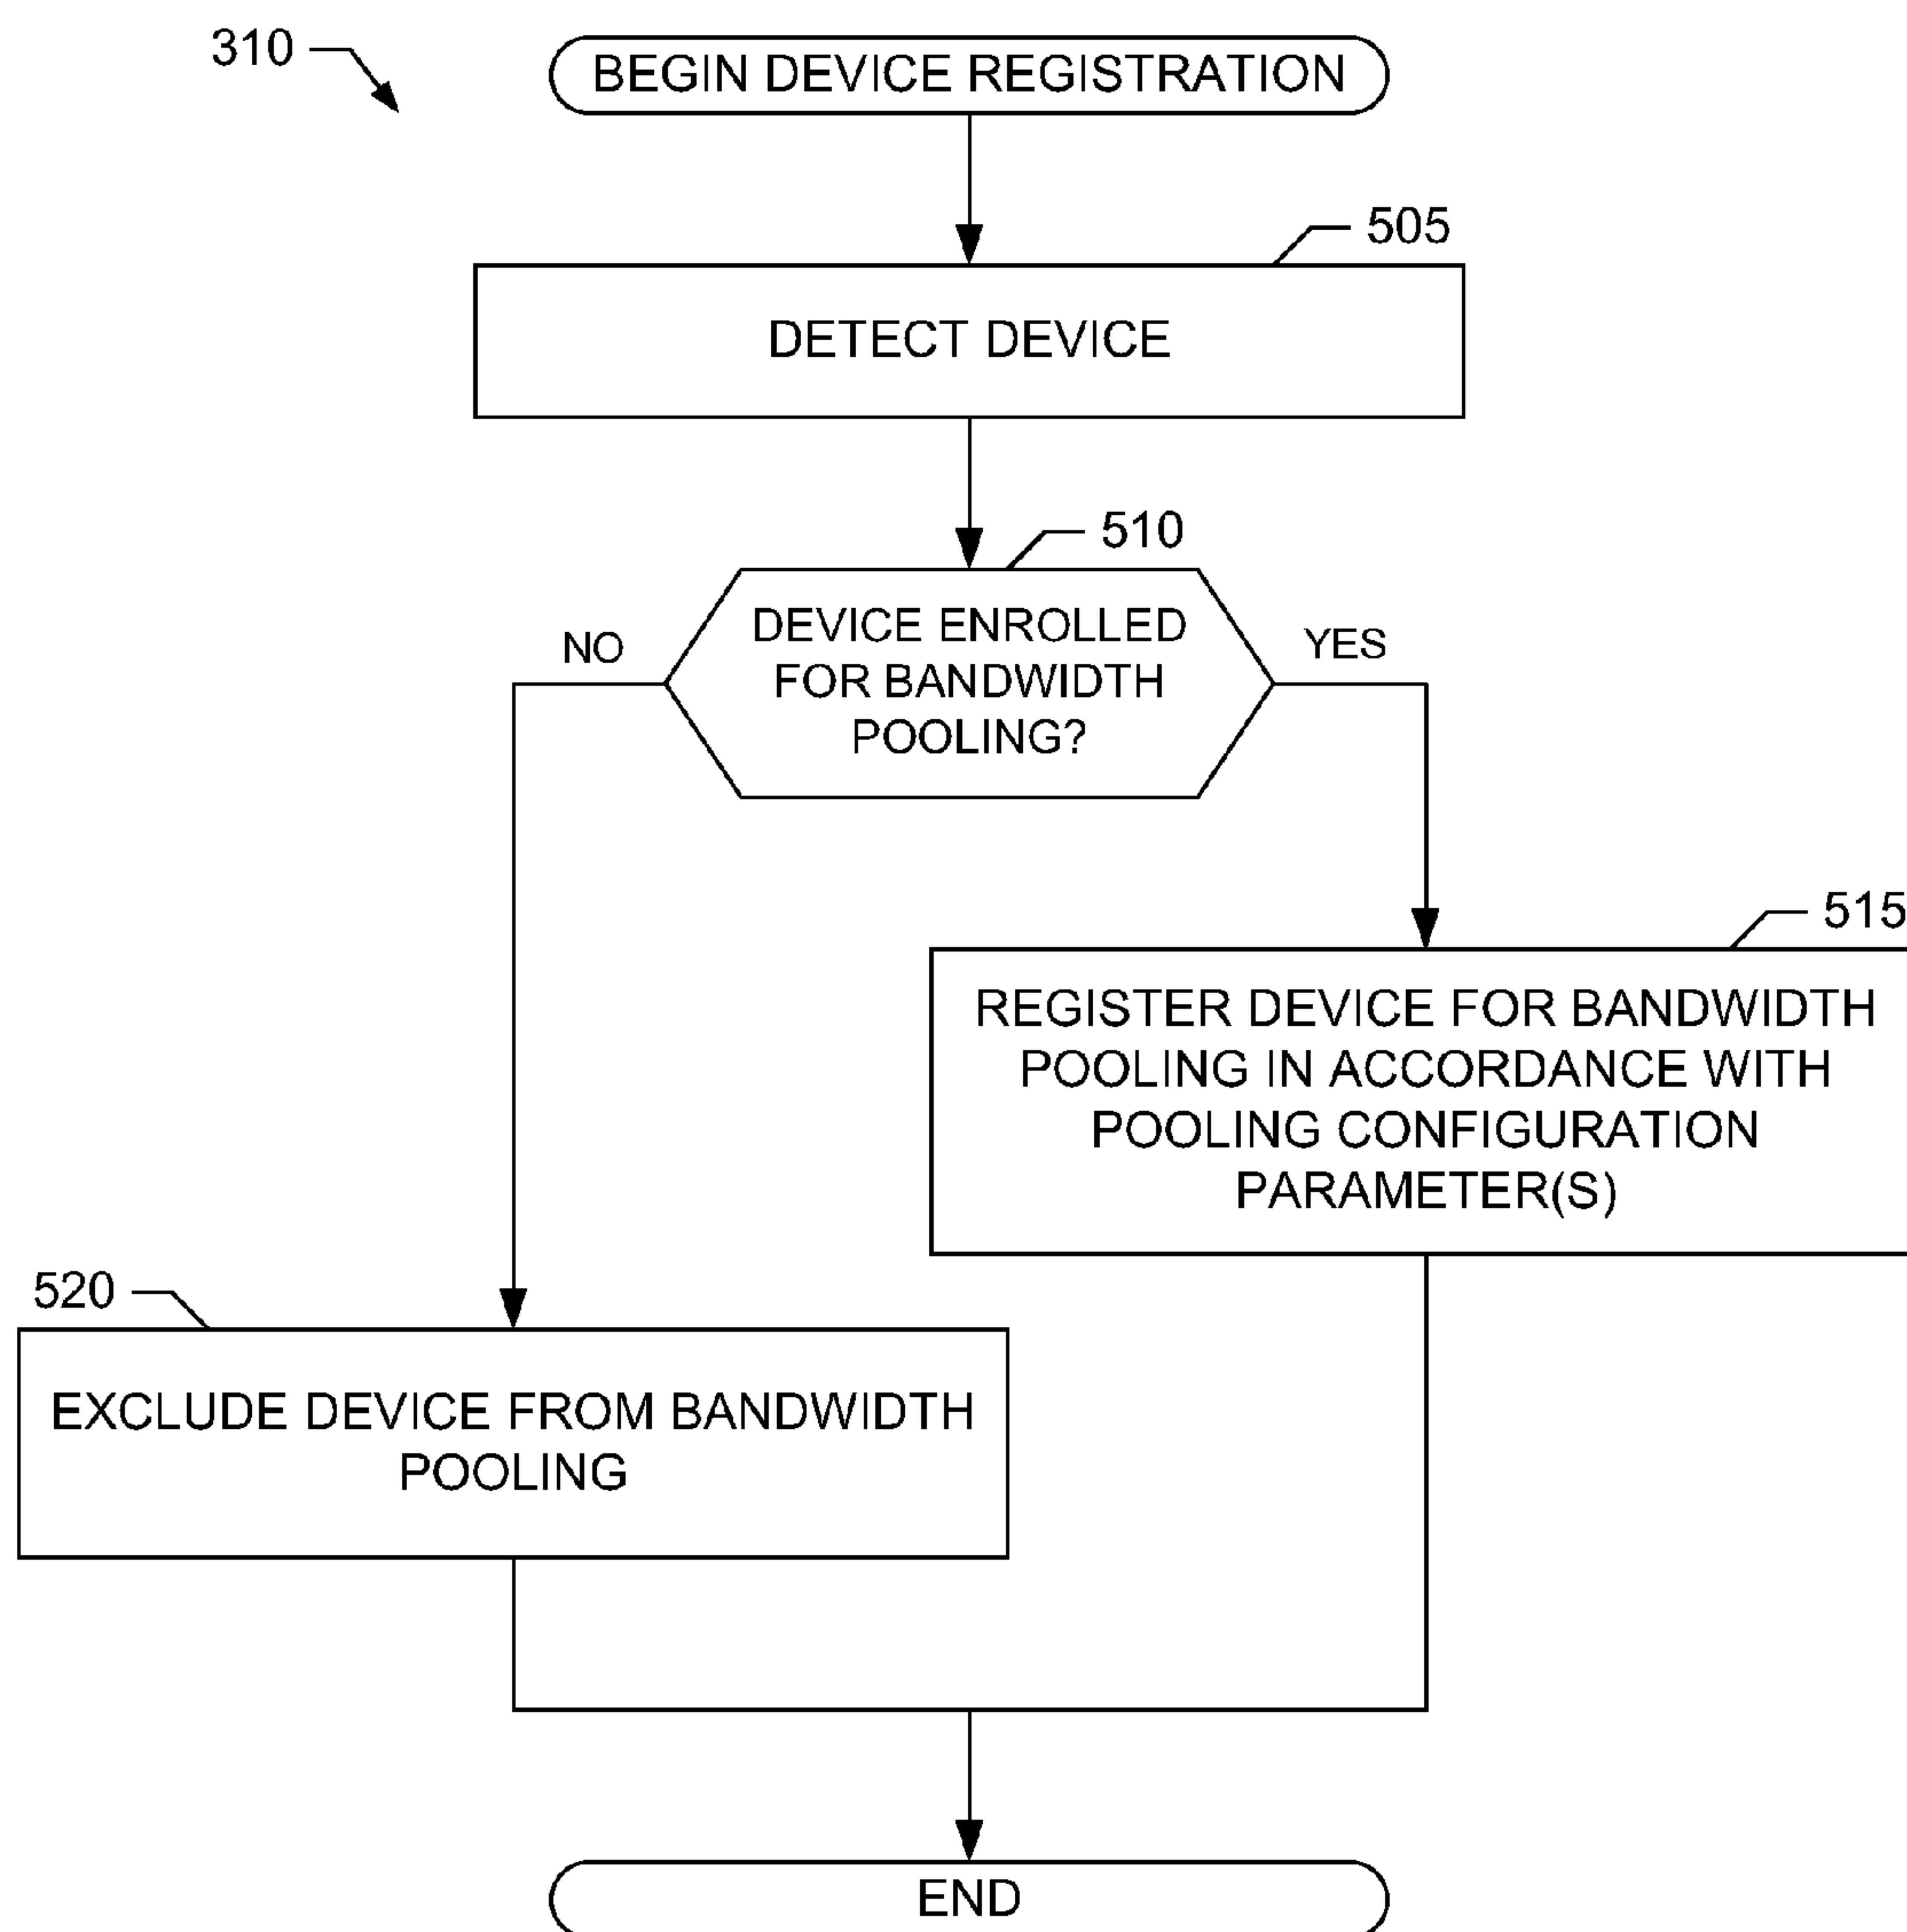 310
BEGIN DEVICE REGISTRATION
505
DETECT DEVICE
510
DEVICE ENROLLED
FOR BANDWIDTH
POOLING?
NO
YES
515
REGISTER DEVICE FOR BANDWIDTH
POOLING IN ACCORDANCE WITH
POOLING CONFIGURATION
PARAMETER(S)
520
EXCLUDE DEVICE FROM BANDWIDTH
POOLING
END